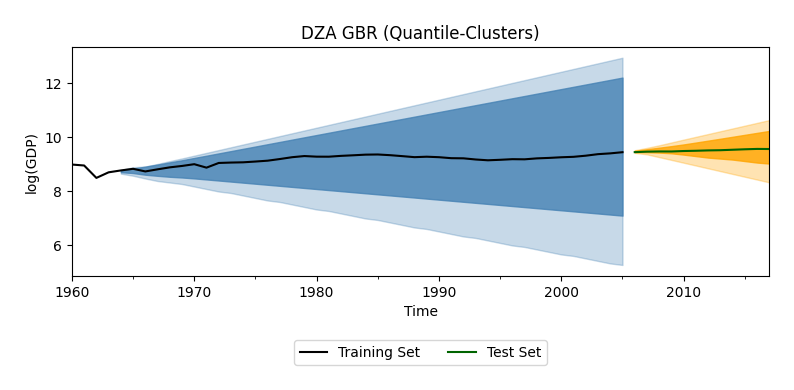 DZA GBR (Quantile-Clusters)
log(GDP)
12
10
8
6
1960 1970 1980 1990 2000 2010
Time
Training Set Test Set